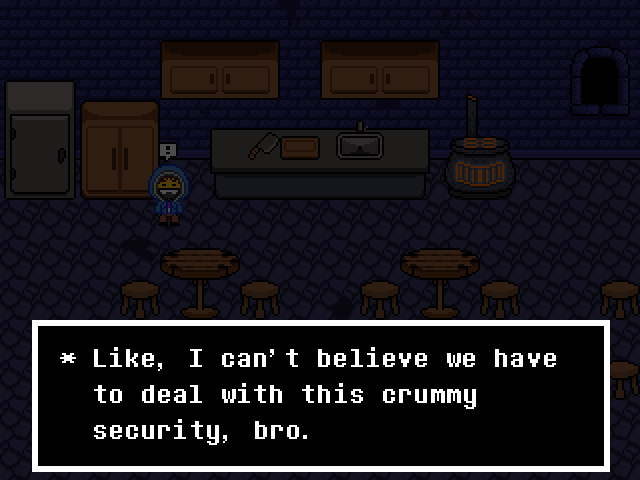 !
* Like, I can't believe we have
to deal with this crummy
security, bro.